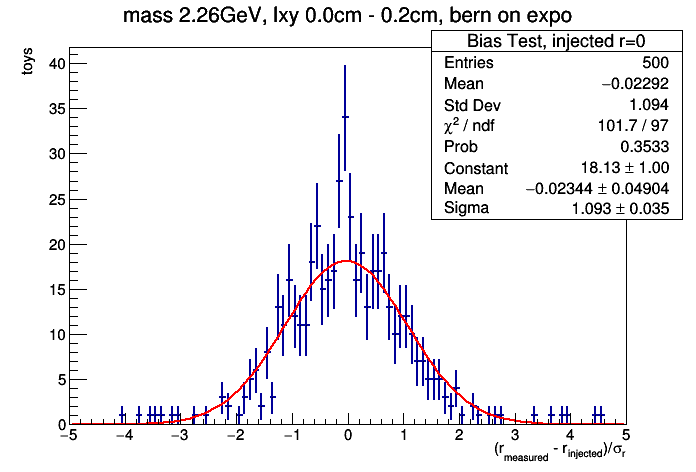 mass 2.26GeV, lxy 0.0cm - 0.2cm, bern on expo
Bias Test, injected r=0
Entries 500
Mean −0.02292
Std Dev 1.094
χ² / ndf 101.7 / 97
Prob 0.3533
Constant 18.13 ± 1.00
Mean −0.02344 ± 0.04904
Sigma 1.093 ± 0.035
toys
40
35
30
25
20
15
10
5
0
−5 −4 −3 −2 −1 0 1 2 3 4 5
(r_measured - r_injected)/σ_r